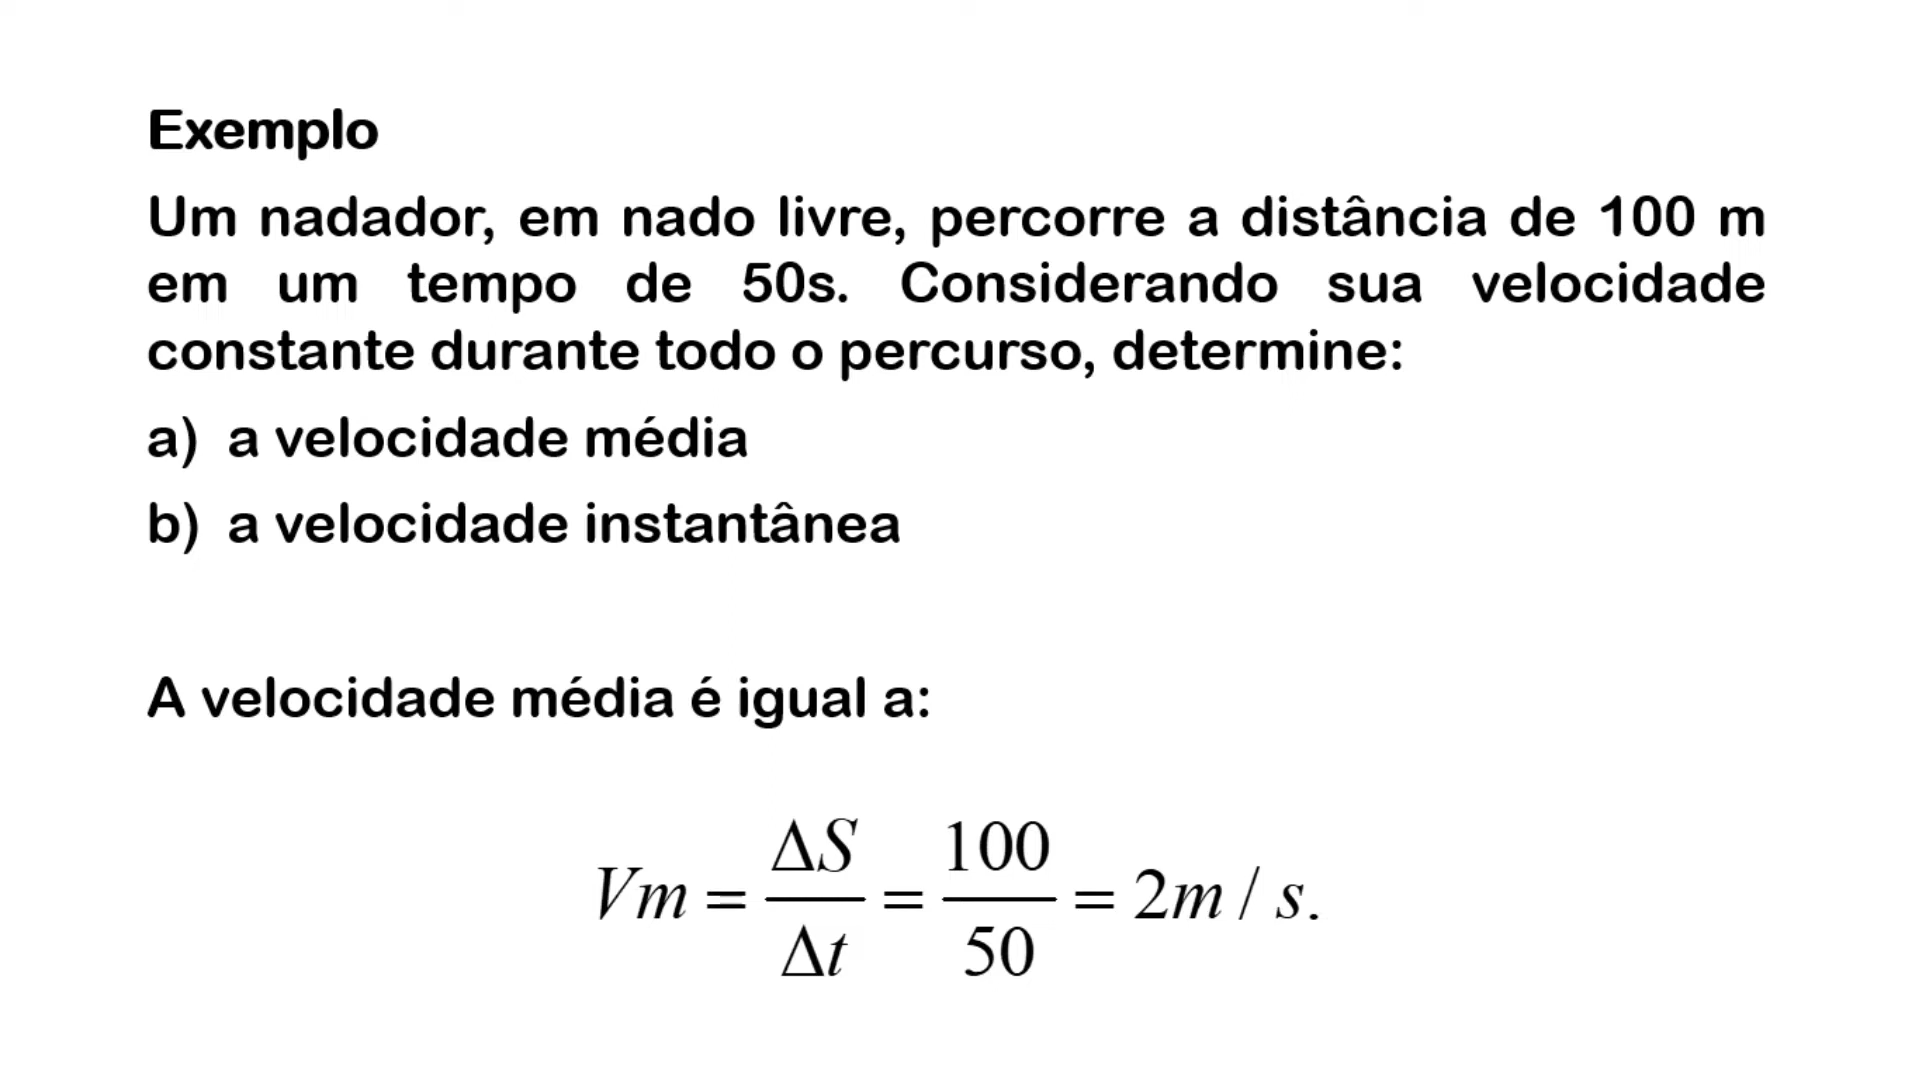 Exemplo
Um nadador, em nado livre, percorre a distância de 100 m
em um tempo de 50s. Considerando sua velocidade
constante durante todo o percurso, determine:
a) a velocidade média
b) a velocidade instantânea
A velocidade média é igual a:
Vm = ΔS/Δt = 100/50 = 2m / s.